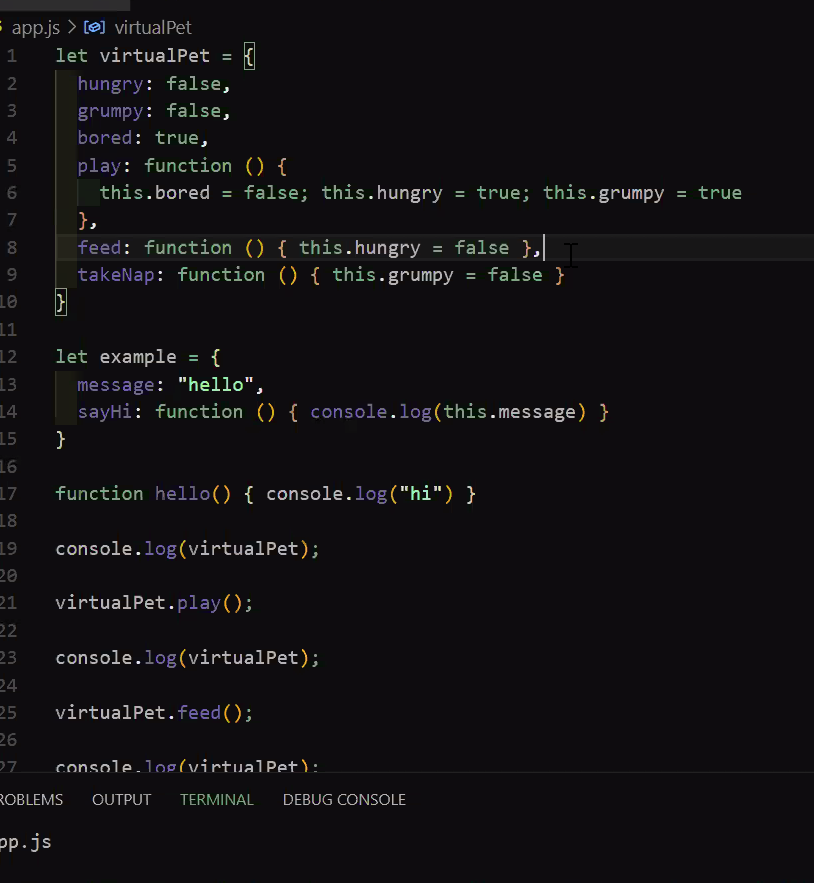 app.js > virtualPet
1 let virtualPet = {
2 hungry: false,
3 grumpy: false,
4 bored: true,
5 play: function () {
6 this.bored = false; this.hungry = true; this.grumpy = true
7 },
8 feed: function () { this.hungry = false },
9 takeNap: function () { this.grumpy = false }
10 }
11
12 let example = {
13 message: "hello",
14 sayHi: function () { console.log(this.message) }
15 }
16
17 function hello() { console.log("hi") }
18
19 console.log(virtualPet);
20
21 virtualPet.play();
22
23 console.log(virtualPet);
24
25 virtualPet.feed();
26
27 console.log(virtualPet);
ROBLEMS OUTPUT TERMINAL DEBUG CONSOLE
pp.js